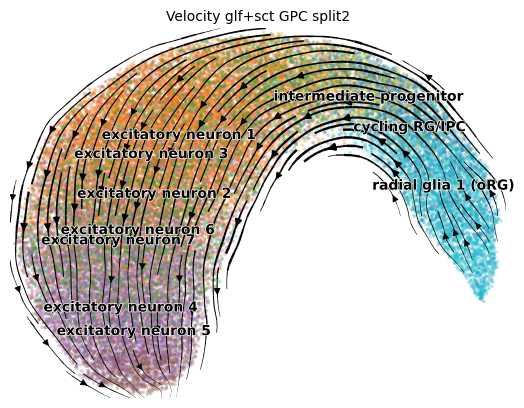 Velocity glf+sct GPC split2
intermediate progenitor
cycling RG/IPC
excitatory neuron 1
excitatory neuron 3
radial glia 1 (oRG)
excitatory neuron 2
excitatory neuron 6
excitatory neuron 7
excitatory neuron 4
excitatory neuron 5